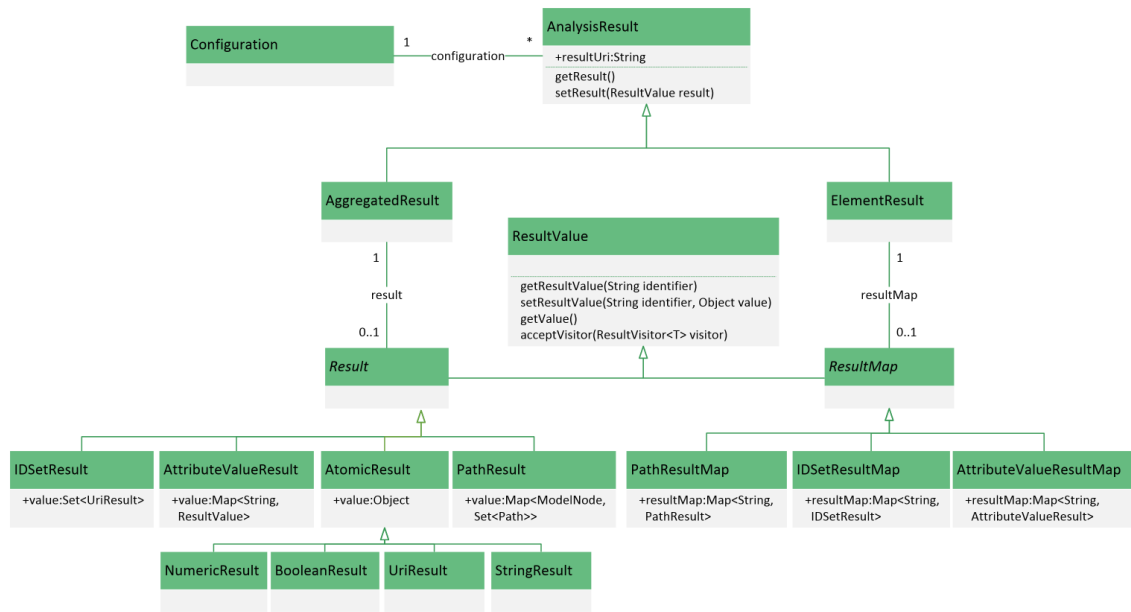 Configuration
1
configuration
*
AnalysisResult
+resultUri:String
getResult()
setResult(ResultValue result)
AggregatedResult
ElementResult
1
result
0..1
ResultValue
getResultValue(String identifier)
setResultValue(String identifier, Object value)
getValue()
acceptVisitor(ResultVisitor<T> visitor)
1
resultMap
0..1
Result
ResultMap
IDSetResult
+value:Set<UriResult>
AttributeValueResult
+value:Map<String,
ResultValue>
AtomicResult
+value:Object
PathResult
+value:Map<ModelNode,
Set<Path>>
PathResultMap
+resultMap:Map<String,
PathResult>
IDSetResultMap
+resultMap:Map<String,
IDSetResult>
AttributeValueResultMap
+resultMap:Map<String,
AttributeValueResult>
NumericResult
BooleanResult
UriResult
StringResult